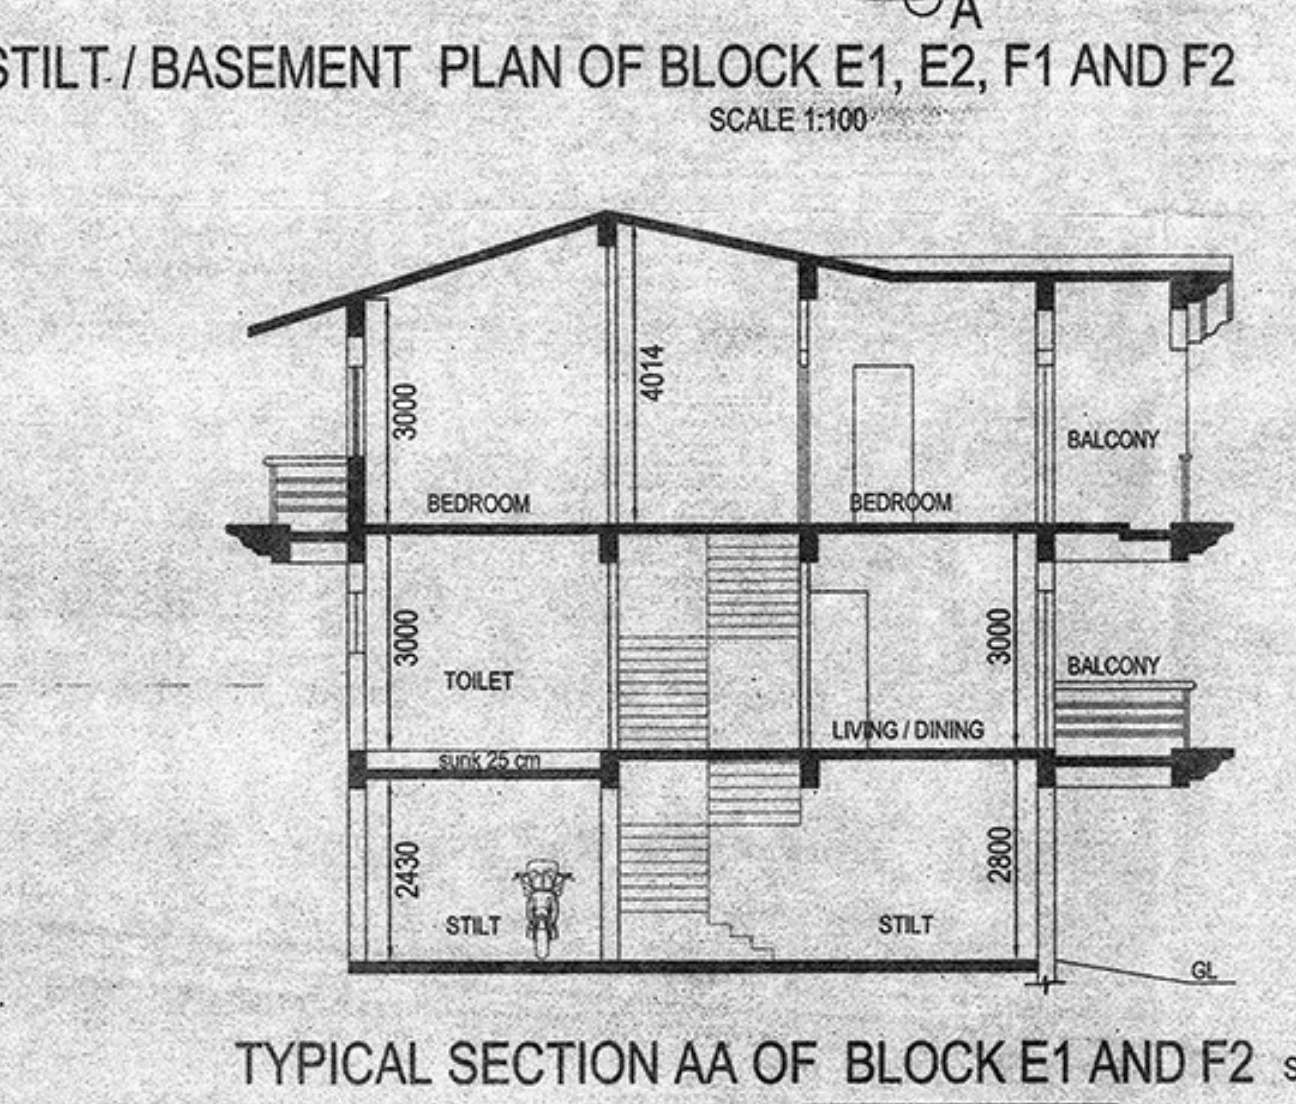 A
STILT / BASEMENT PLAN OF BLOCK E1, E2, F1 AND F2
SCALE 1:100
3000
4014
BALCONY
BEDROOM
BEDROOM
3000
3000
TOILET
BALCONY
LIVING / DINING
sunk 25 cm
2430
2800
STILT
STILT
GL
TYPICAL SECTION AA OF BLOCK E1 AND F2